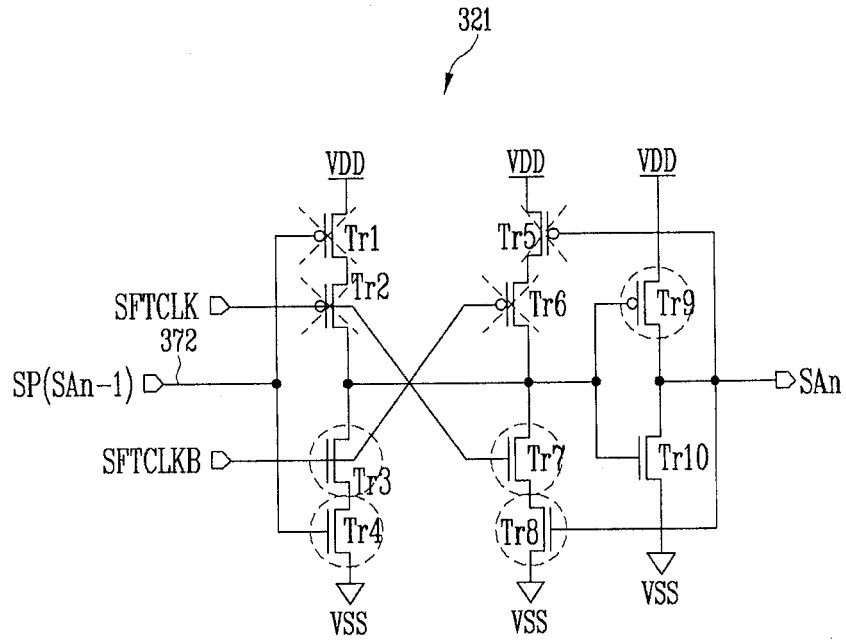 321
VDD
VDD
VDD
Tr1
Tr5
Tr2
Tr6
Tr9
SFTCLK
372
SP(SAn-1)
SAn
SFTCLKB
Tr3
Tr7
Tr10
Tr4
Tr8
VSS
VSS
VSS